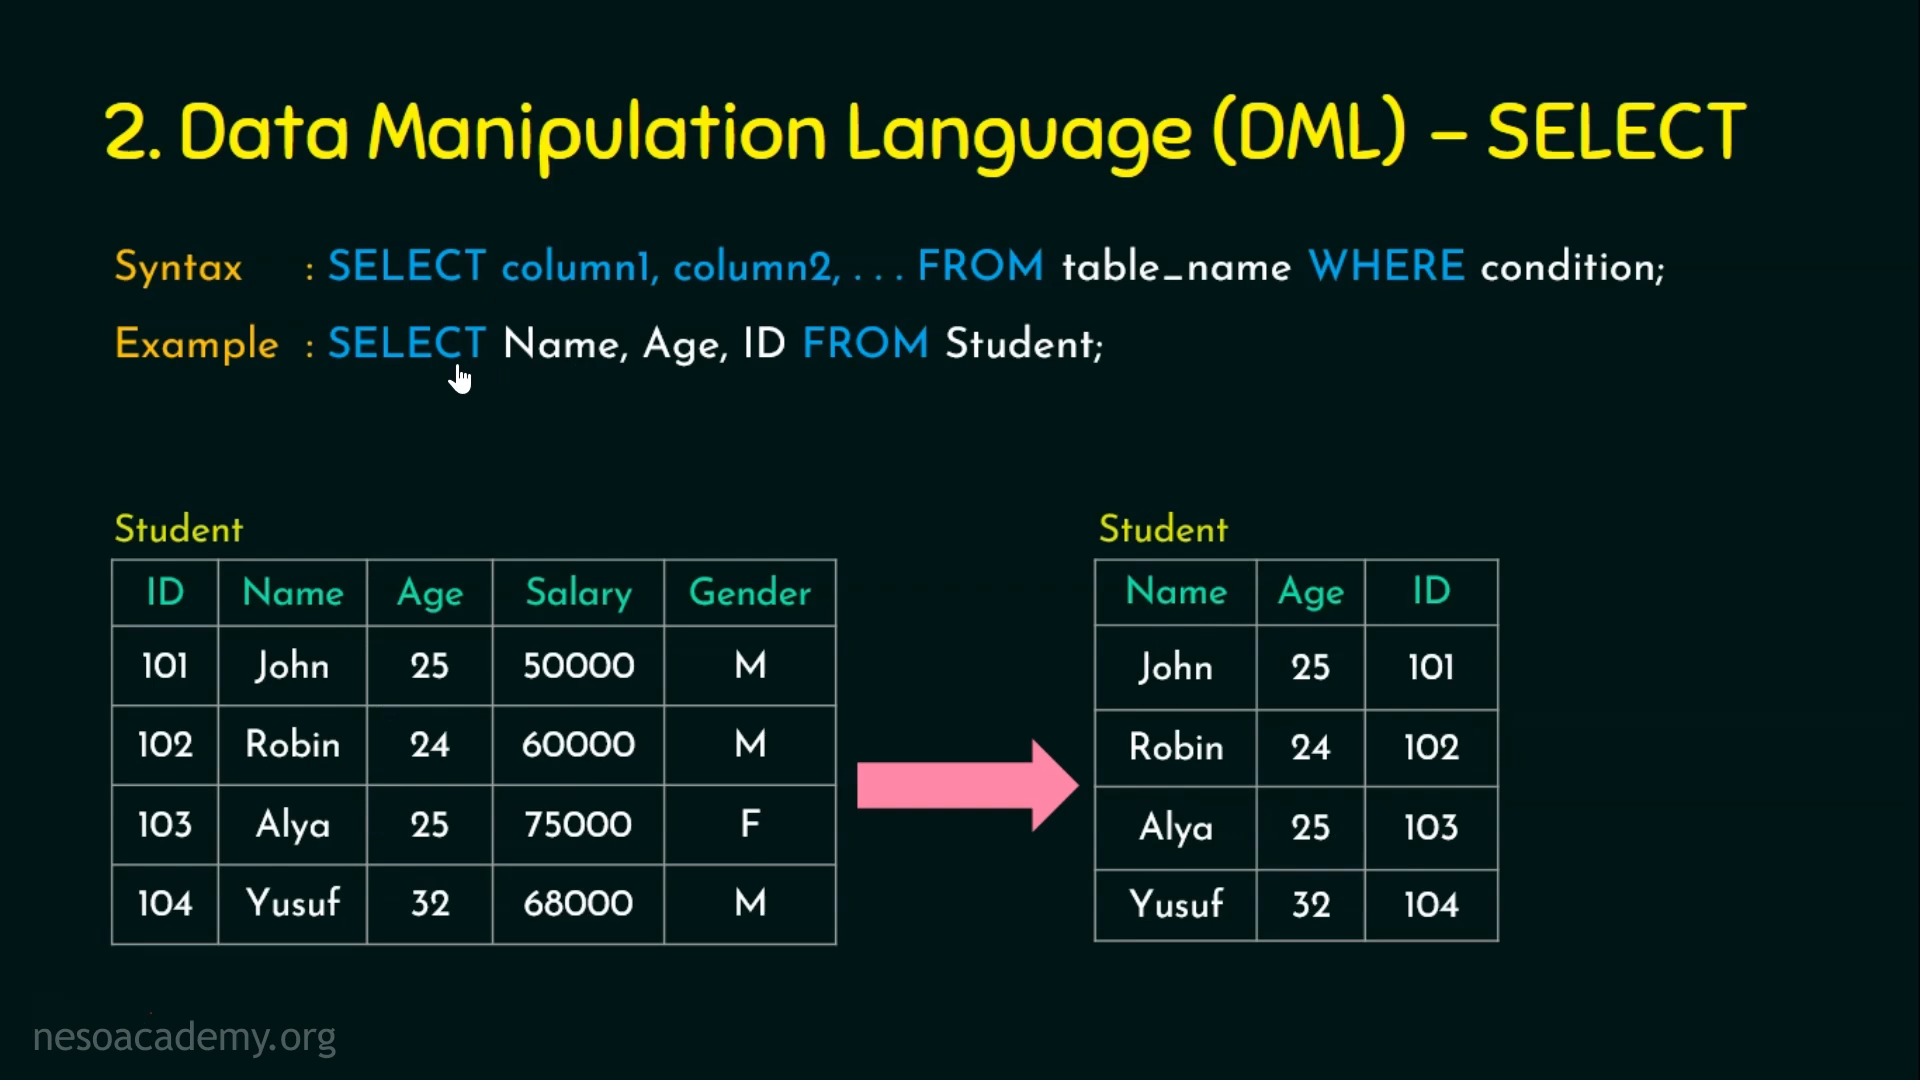 2. Data Manipulation Language (DML) – SELECT
Syntax : SELECT column1, column2, . . . FROM table_name WHERE condition;
Example : SELECT Name, Age, ID FROM Student;
Student
ID Name Age Salary Gender
101 John 25 50000 M
102 Robin 24 60000 M
103 Alya 25 75000 F
104 Yusuf 32 68000 M
Student
Name Age ID
John 25 101
Robin 24 102
Alya 25 103
Yusuf 32 104
nesoacademy.org